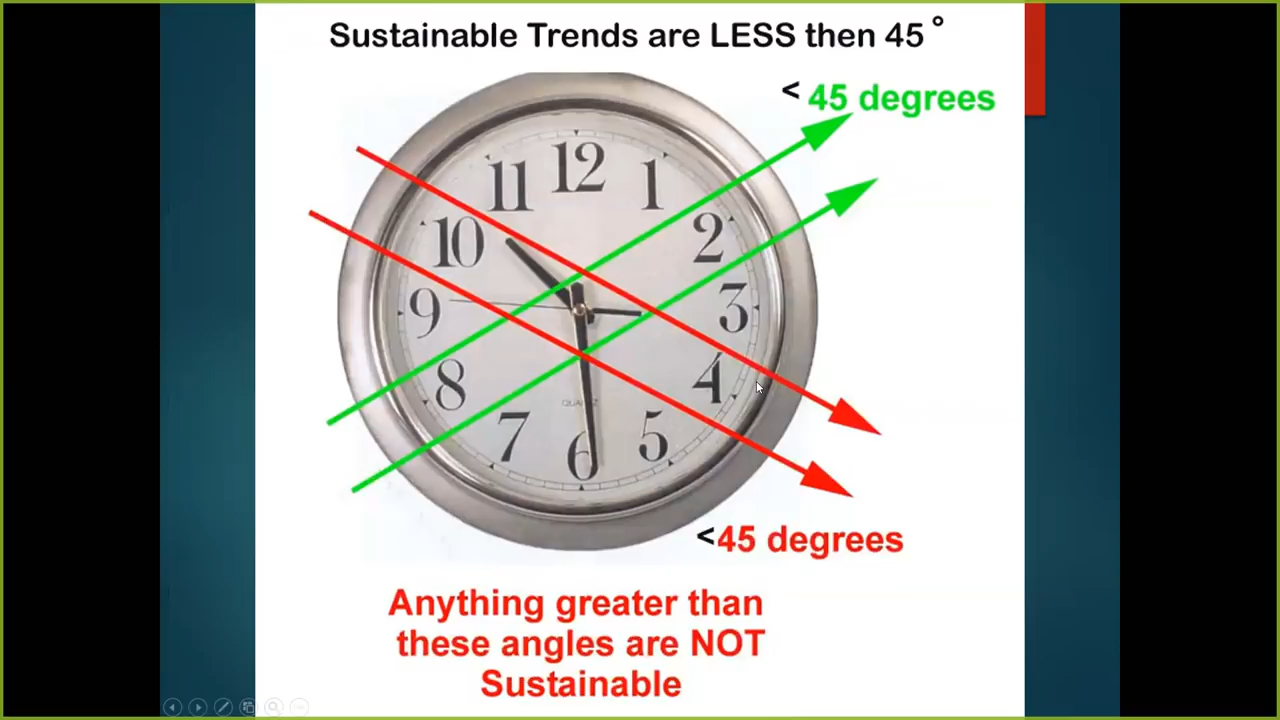 Sustainable Trends are LESS then 45°
< 45 degrees
12
11
1
10
2
9
3
8
4
7
5
6
QUARTZ
<45 degrees
Anything greater than
these angles are NOT
Sustainable